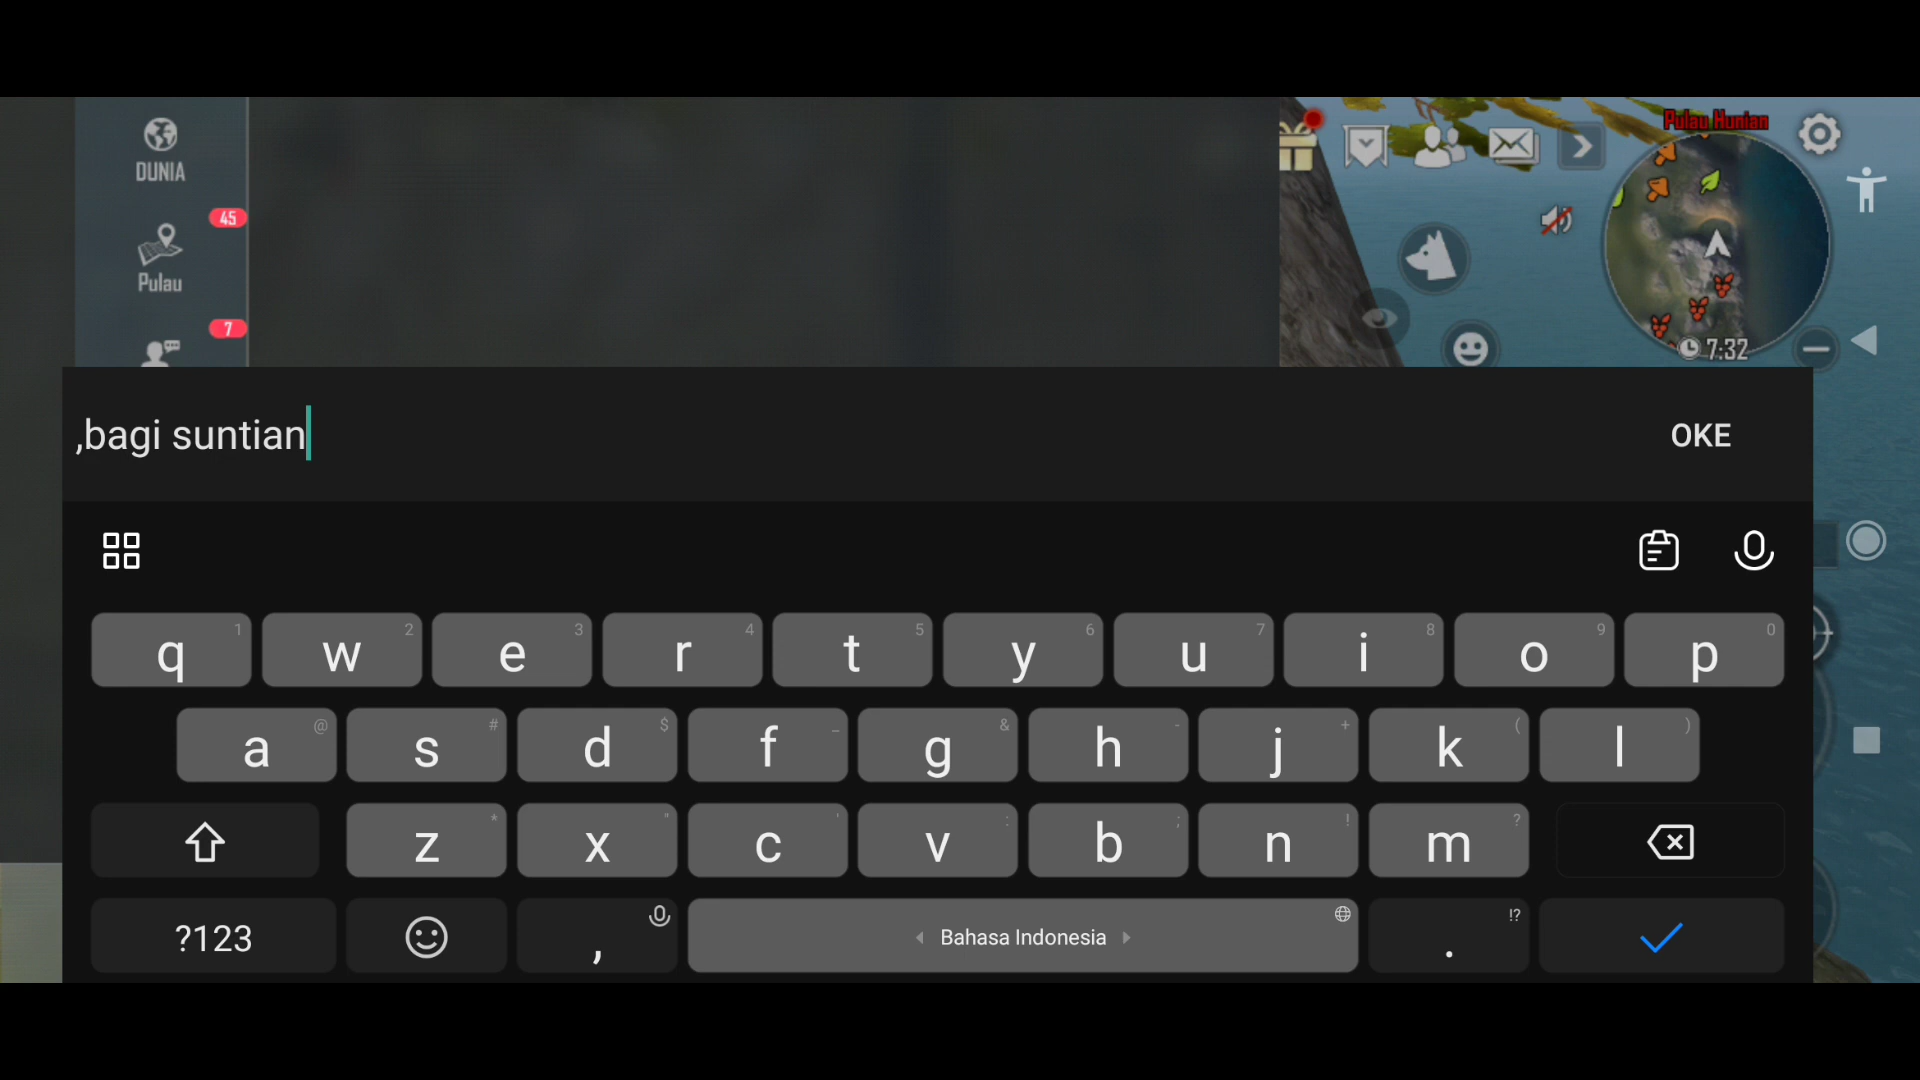 DUNIA
45
Pulau
7
Pulau Hunian
7:32
,bagi suntian
OKE
q 1 w 2 e 3 r 4 t 5 y 6 u 7 i 8 o 9 p 0
a @ s # d $ f _ g & h - j + k ( l )
z * x " c ' v : b ; n ! m ?
?123 , Bahasa Indonesia . !?